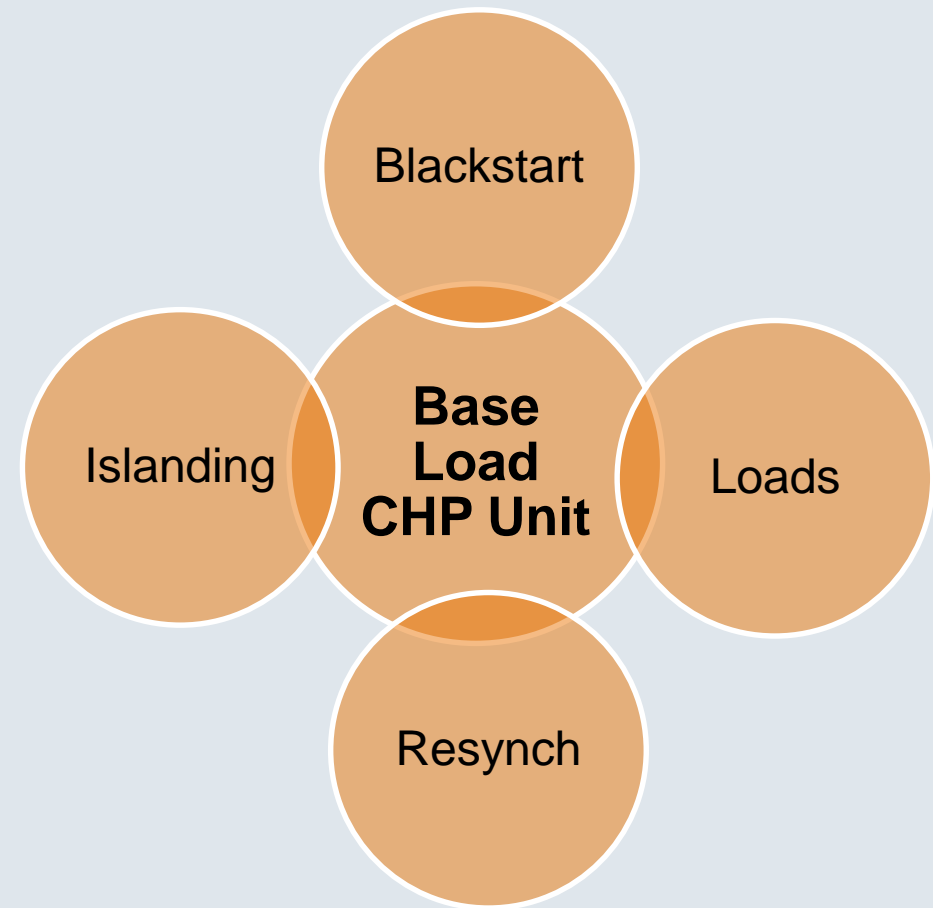 Blackstart
Islanding
Base
Load
CHP Unit
Loads
Resynch